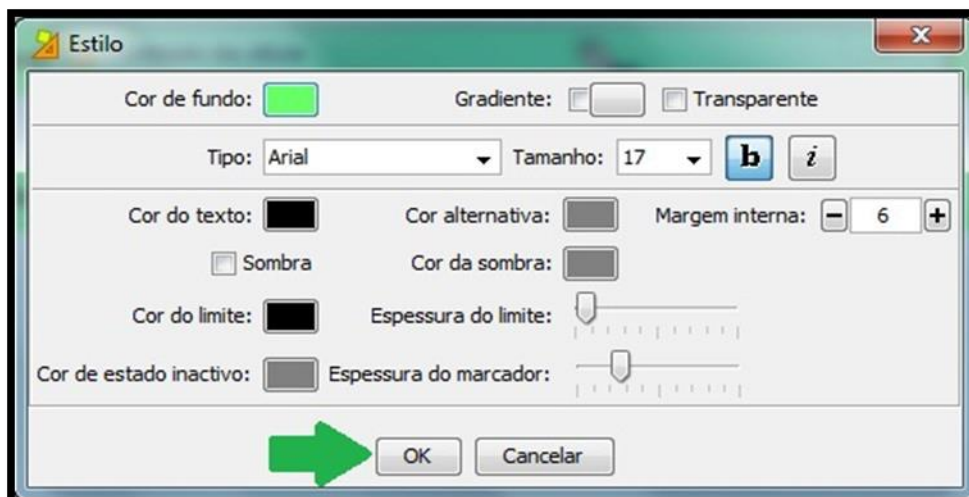 Estilo
Cor de fundo: Gradiente: Transparente
Tipo: Arial Tamanho: 17 b i
Cor do texto: Cor alternativa: Margem interna: 6
Sombra Cor da sombra:
Cor do limite: Espessura do limite:
Cor de estado inactivo: Espessura do marcador:
OK Cancelar